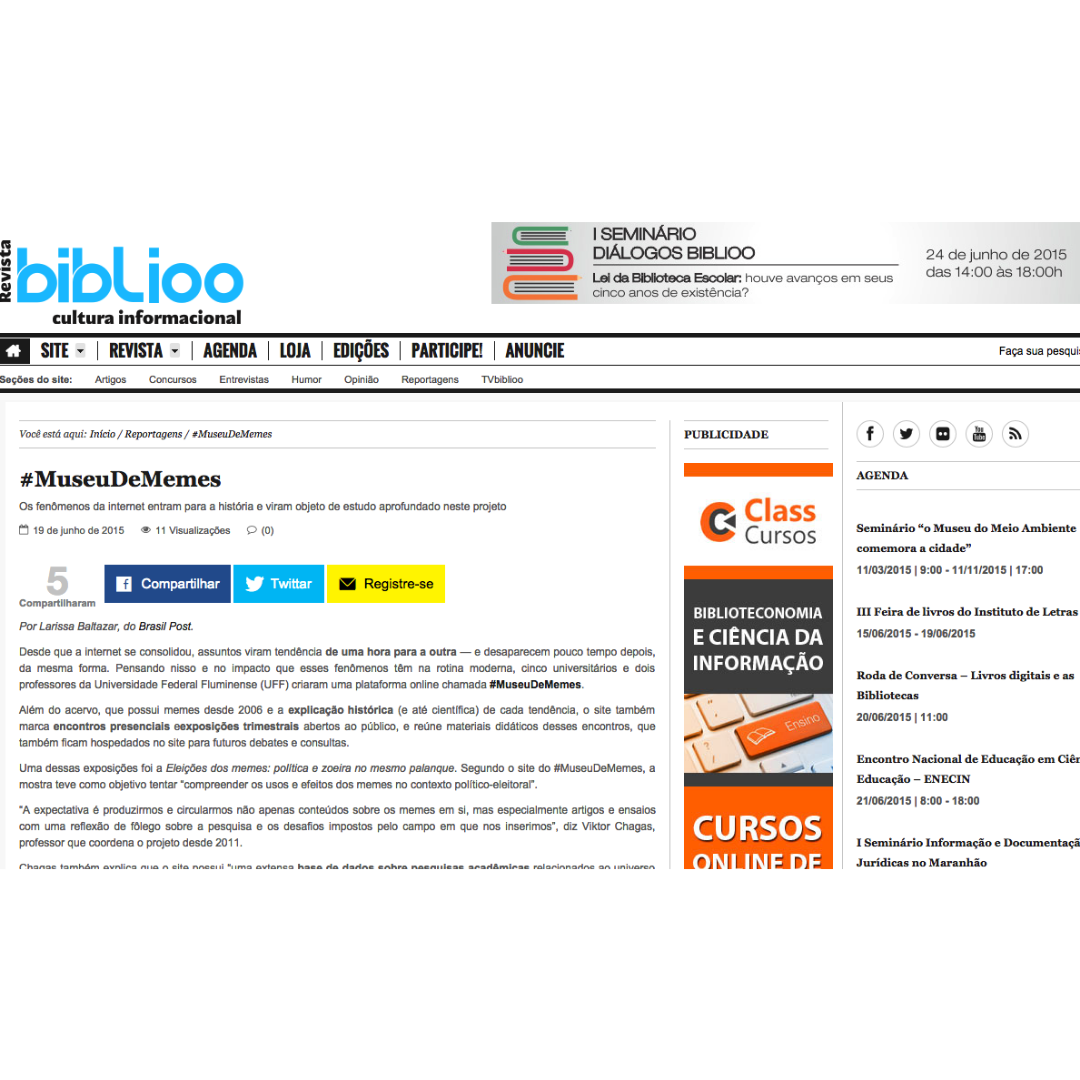 Revista
biblioo
cultura informacional
I SEMINÁRIO
DIÁLOGOS BIBLIOO
Lei da Biblioteca Escolar: houve avanços em seus
cinco anos de existência?
24 de junho de 2015
das 14:00 às 18:00h
SITE REVISTA AGENDA LOJA EDIÇÕES PARTICIPE! ANUNCIE
Faça sua pesquis
Seções do site: Artigos Concursos Entrevistas Humor Opinião Reportagens TVbiblioo
Você está aqui: Início / Reportagens / #MuseuDeMemes
#MuseuDeMemes
Os fenômenos da internet entram para a história e viram objeto de estudo aprofundado neste projeto
19 de junho de 2015 11 Visualizações (0)
5
Compartilharam
Compartilhar
Twittar
Registre-se
Por Larissa Baltazar, do Brasil Post.
Desde que a internet se consolidou, assuntos viram tendência de uma hora para a outra — e desaparecem pouco tempo depois,
da mesma forma. Pensando nisso e no impacto que esses fenômenos têm na rotina moderna, cinco universitários e dois
professores da Universidade Federal Fluminense (UFF) criaram uma plataforma online chamada #MuseuDeMemes.
Além do acervo, que possui memes desde 2006 e a explicação histórica (e até científica) de cada tendência, o site também
marca encontros presenciais eexposições trimestrais abertos ao público, e reúne materiais didáticos desses encontros, que
também ficam hospedados no site para futuros debates e consultas.
Uma dessas exposições foi a Eleições dos memes: política e zoeira no mesmo palanque. Segundo o site do #MuseuDeMemes, a
mostra teve como objetivo tentar “compreender os usos e efeitos dos memes no contexto político-eleitoral”.
“A expectativa é produzirmos e circularmos não apenas conteúdos sobre os memes em si, mas especialmente artigos e ensaios
com uma reflexão de fôlego sobre a pesquisa e os desafios impostos pelo campo em que nos inserimos”, diz Viktor Chagas,
professor que coordena o projeto desde 2011.
Chagas também explica que o site possui “uma extensa base de dados sobre pesquisas acadêmicas relacionados ao universo
PUBLICIDADE
Class
Cursos
BIBLIOTECONOMIA
E CIÊNCIA DA
INFORMAÇÃO
Ensino
CURSOS
ONLINE DE
You
Tube
AGENDA
Seminário “o Museu do Meio Ambiente
comemora a cidade”
11/03/2015 | 9:00 - 11/11/2015 | 17:00
III Feira de livros do Instituto de Letras
15/06/2015 - 19/06/2015
Roda de Conversa – Livros digitais e as
Bibliotecas
20/06/2015 | 11:00
Encontro Nacional de Educação em Ciên
Educação – ENECIN
21/06/2015 | 8:00 - 18:00
I Seminário Informação e Documentaçã
Jurídicas no Maranhão